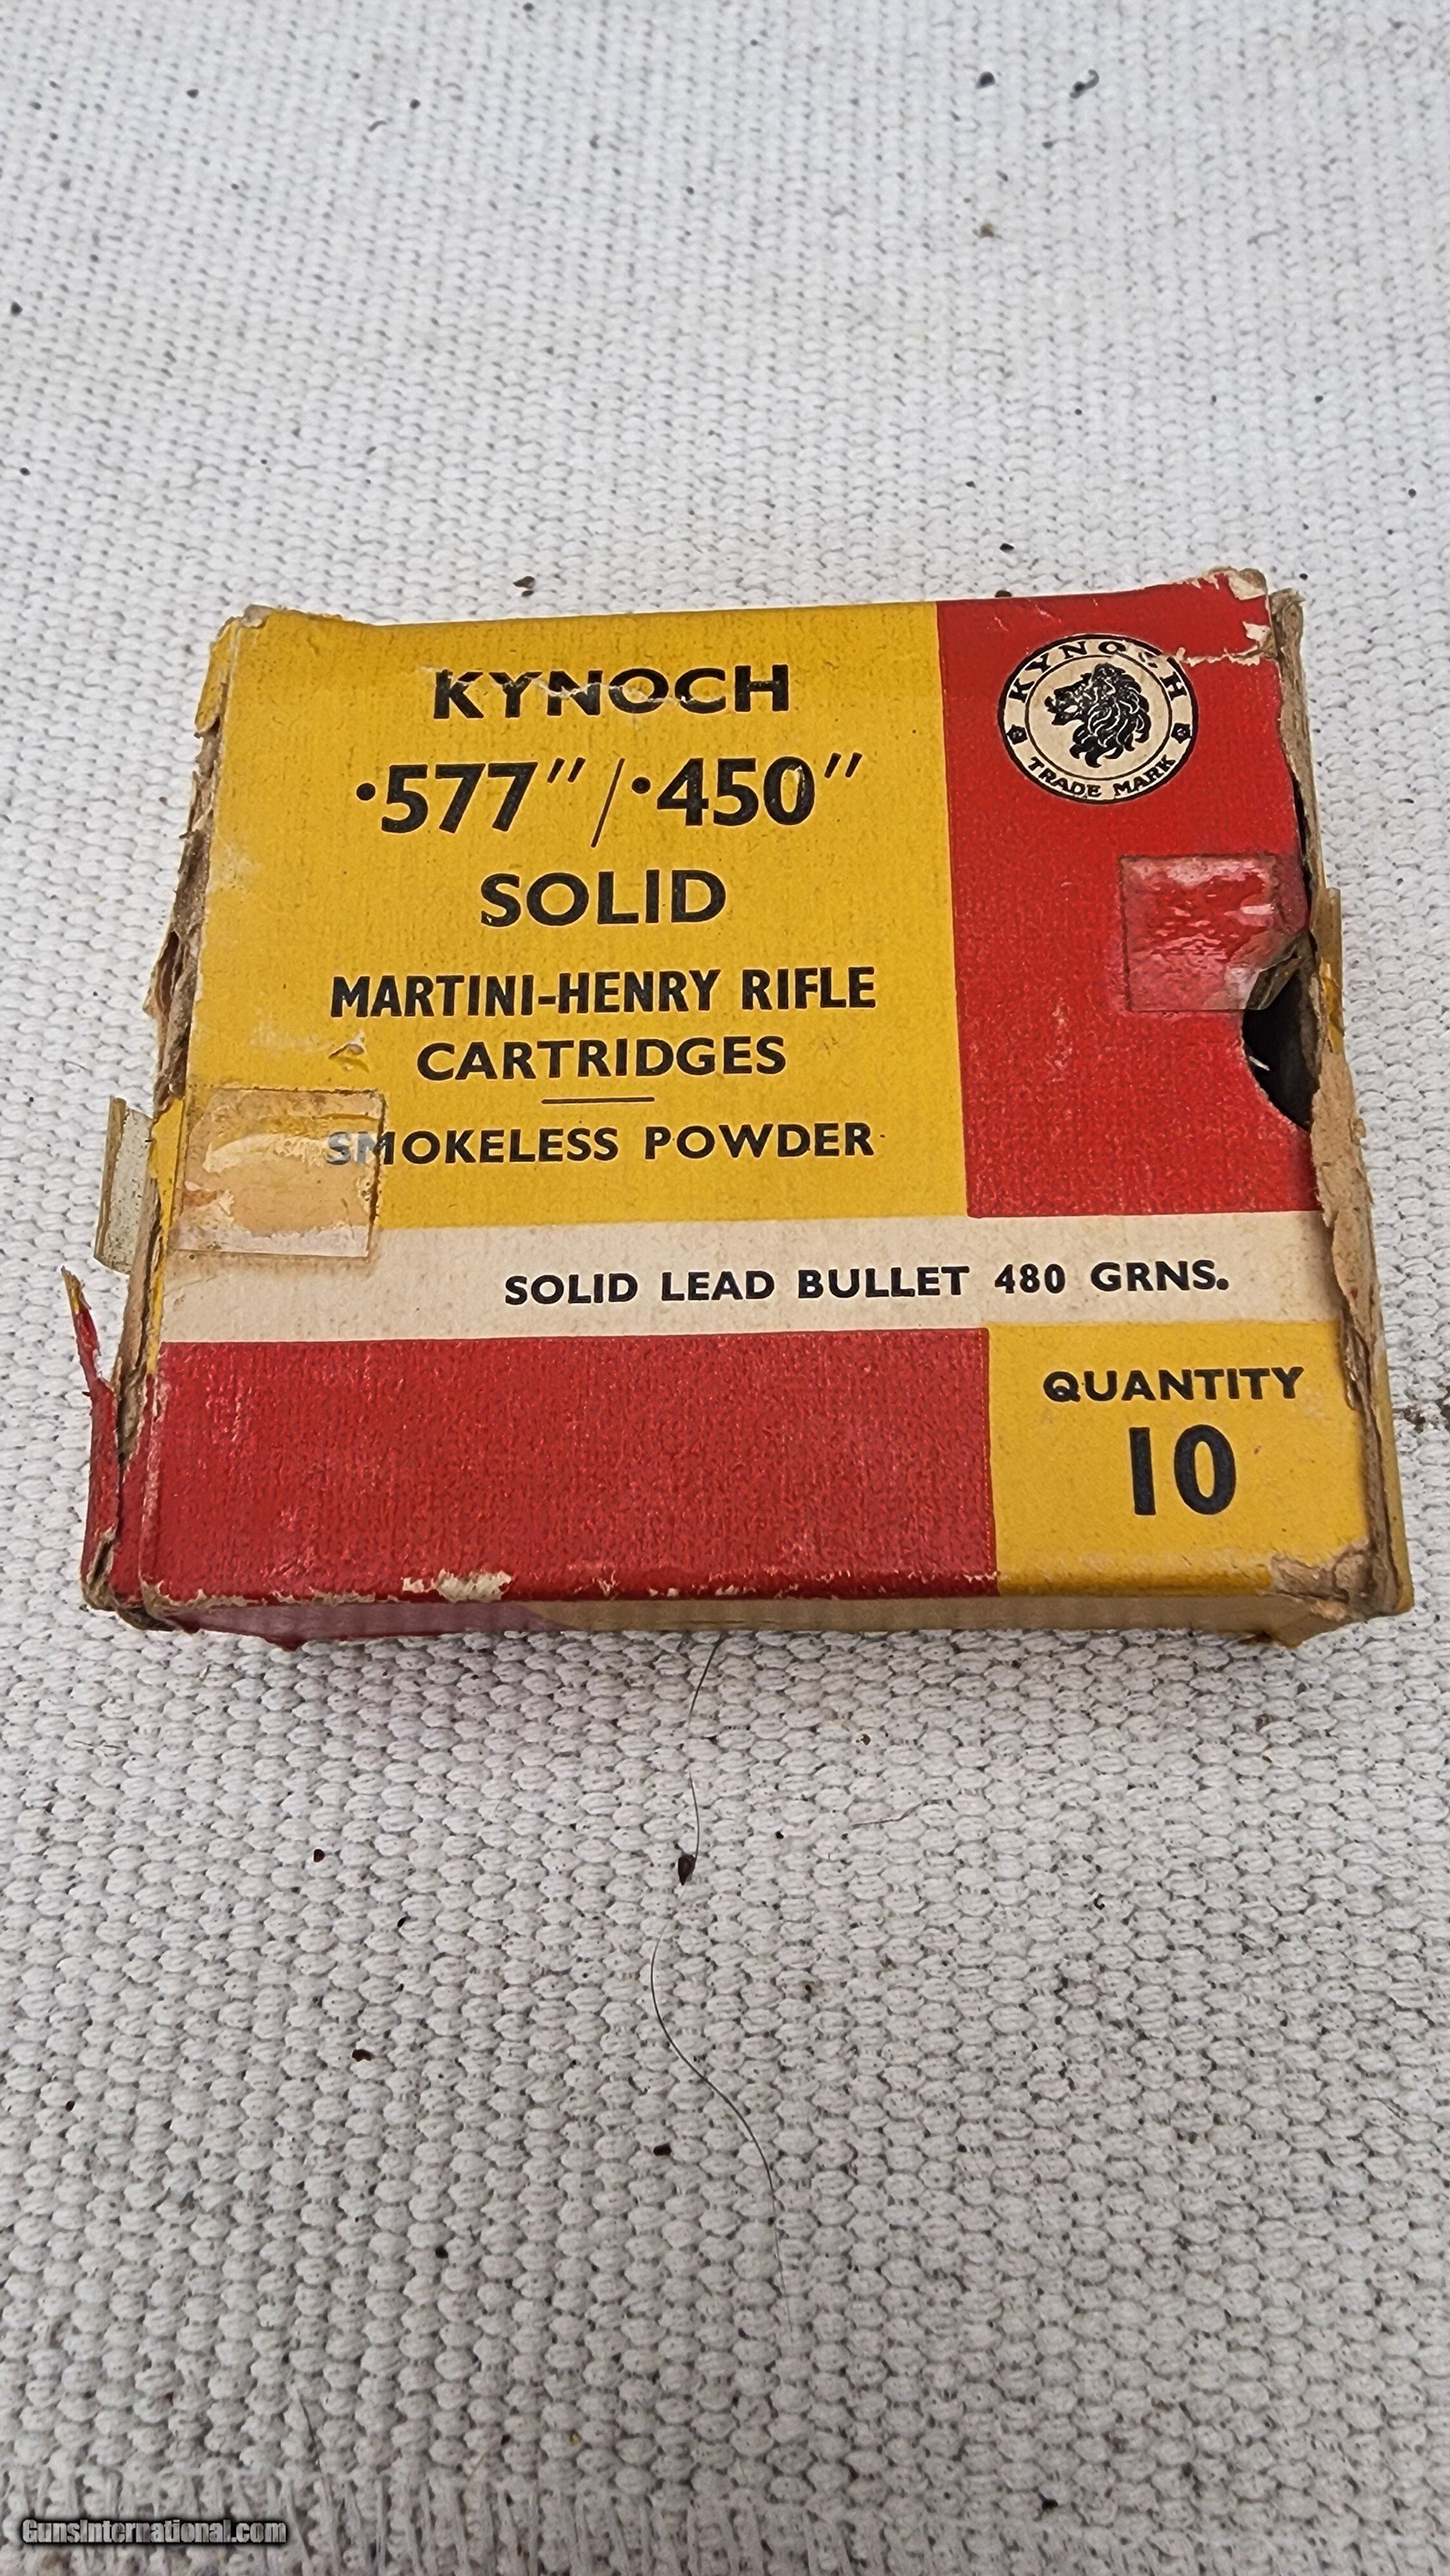 KYNOCH
·577″/·450″
SOLID
MARTINI-HENRY RIFLE
CARTRIDGES
SMOKELESS POWDER
KYNOCH
TRADE MARK
SOLID LEAD BULLET 480 GRNS.
QUANTITY
10
GunsInternational.com